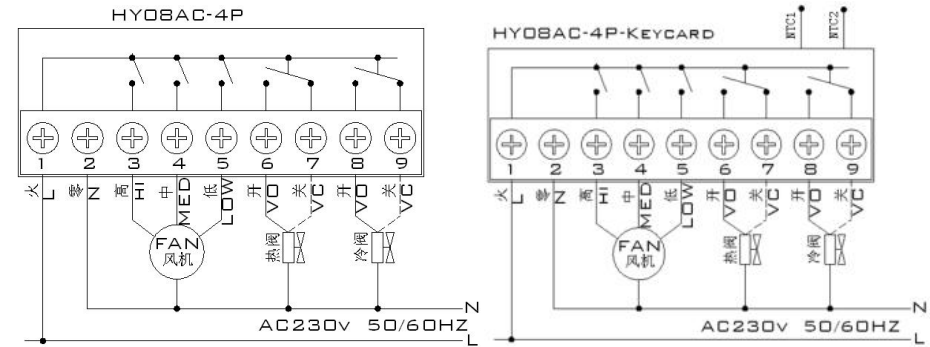 HY08AC-4P
1 2 3 4 5 6 7 8 9
火 零 高 中 低 开 关 开 关
L N HI MED LOW VO VC VO VC
FAN
风机
热阀
冷阀
N
AC230V 50/60HZ
L
HY08AC-4P-KEYCARD
NTC1
NTC2
1 2 3 4 5 6 7 8 9
火 零 高 中 低 开 关 开 关
L N HI MED LOW VO VC VO VC
FAN
风机
热阀
冷阀
N
AC230V 50/60HZ
L